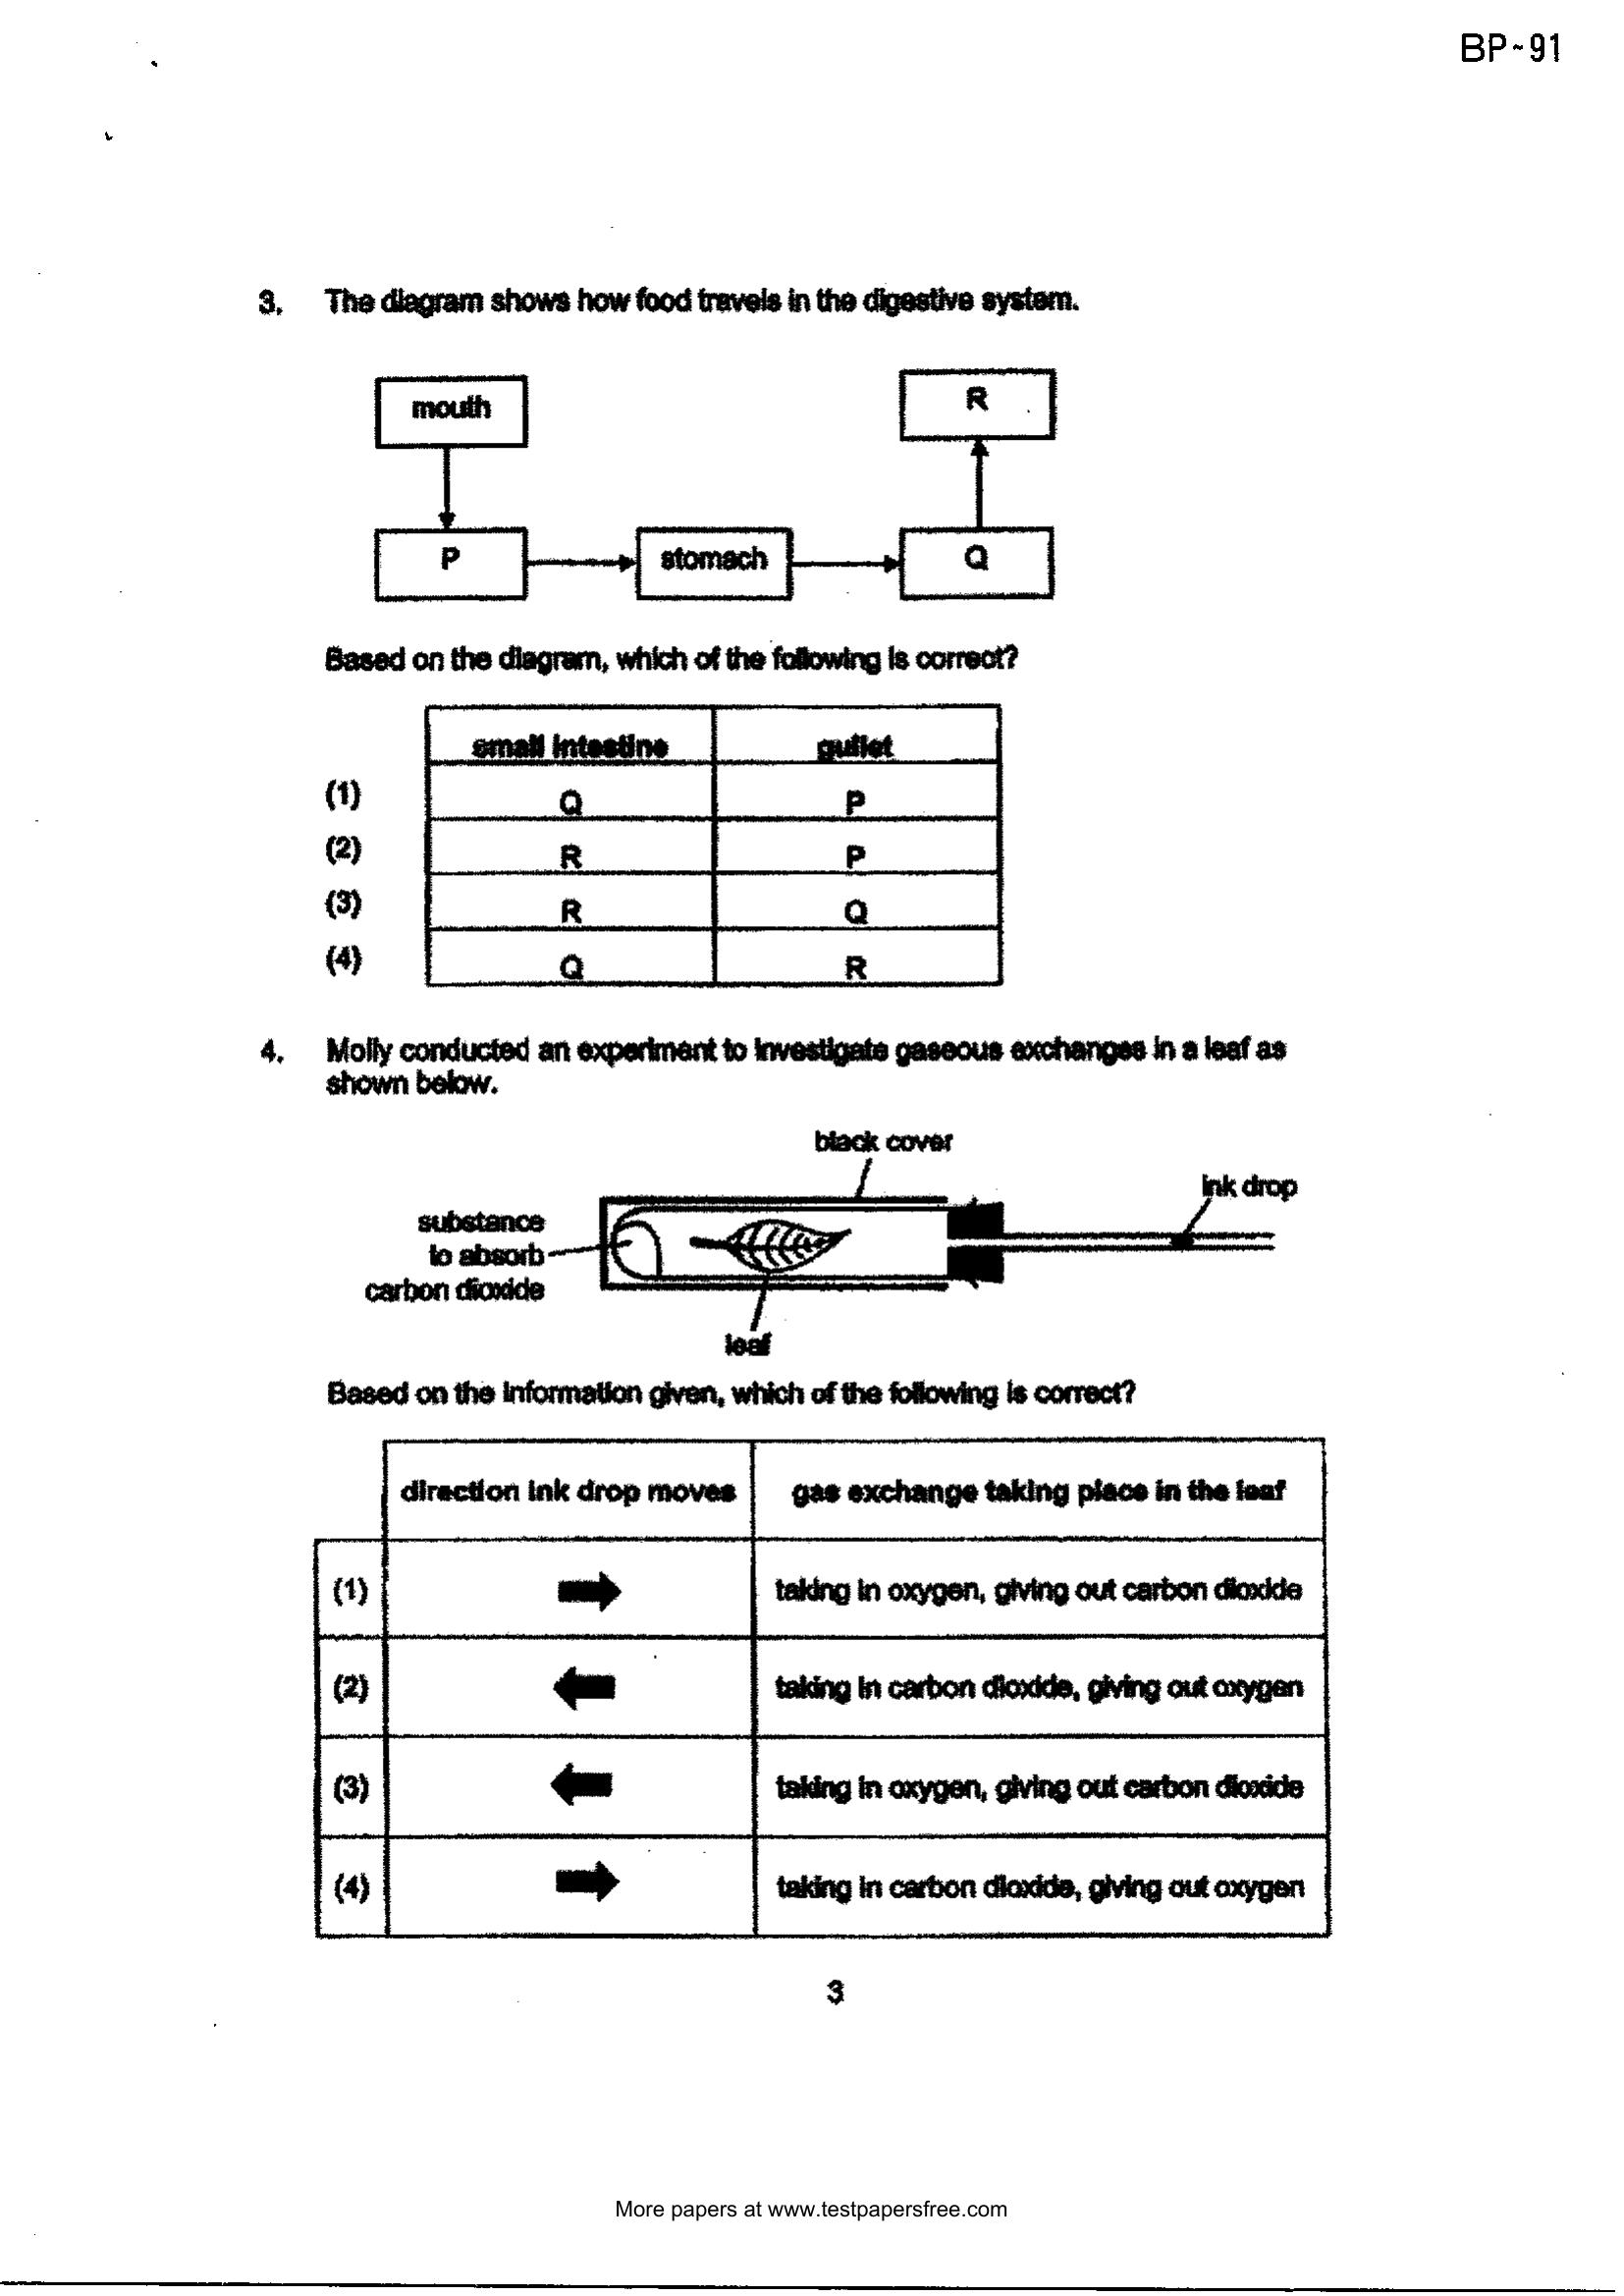 BP~91
3. The diagram shows how food travels in the digestive system.
mouth
R
P
stomach
Q
Based on the diagram, which of the following is correct?
small intestine gullet
(1) Q P
(2) R P
(3) R Q
(4) Q R
4. Molly conducted an experiment to investigate gaseous exchanges in a leaf as
shown below.
black cover
ink drop
substance
to absorb
carbon dioxide
leaf
Based on the information given, which of the following is correct?
direction ink drop moves gas exchange taking place in the leaf
(1) taking in oxygen, giving out carbon dioxide
(2) taking in carbon dioxide, giving out oxygen
(3) taking in oxygen, giving out carbon dioxide
(4) taking in carbon dioxide, giving out oxygen
3
More papers at www.testpapersfree.com